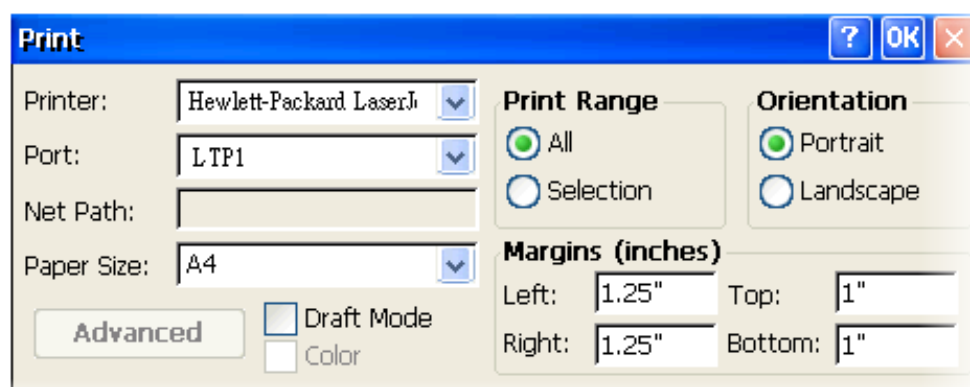 Print ? OK ×
Printer: Hewlett-Packard LaserJ
Port: LTP1
Net Path:
Paper Size: A4
Advanced
Draft Mode
Color
Print Range
All
Selection
Orientation
Portrait
Landscape
Margins (inches)
Left: 1.25" Top: 1"
Right: 1.25" Bottom: 1"